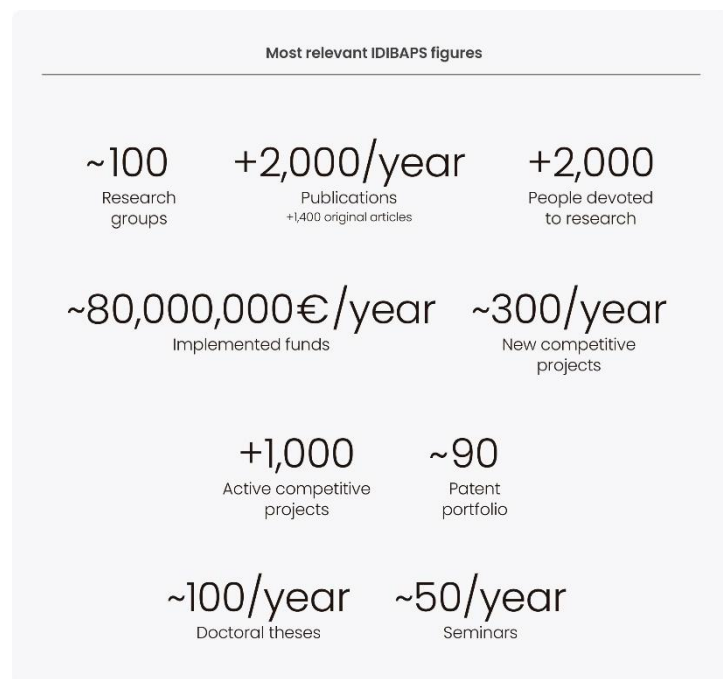 Most relevant IDIBAPS figures
~100
Research
groups
+2,000/year
Publications
+1,400 original articles
+2,000
People devoted
to research
~80,000,000€/year
Implemented funds
~300/year
New competitive
projects
+1,000
Active competitive
projects
~90
Patent
portfolio
~100/year
Doctoral theses
~50/year
Seminars